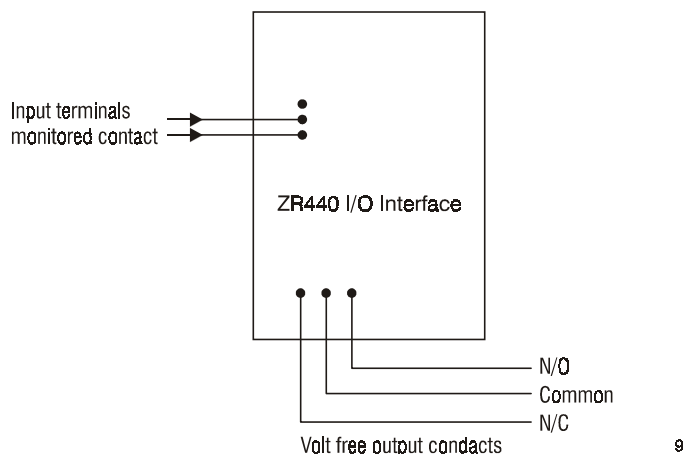 Input terminals
monitored contact
ZR440 I/O Interface
N/O
Common
N/C
Volt free output condacts
9